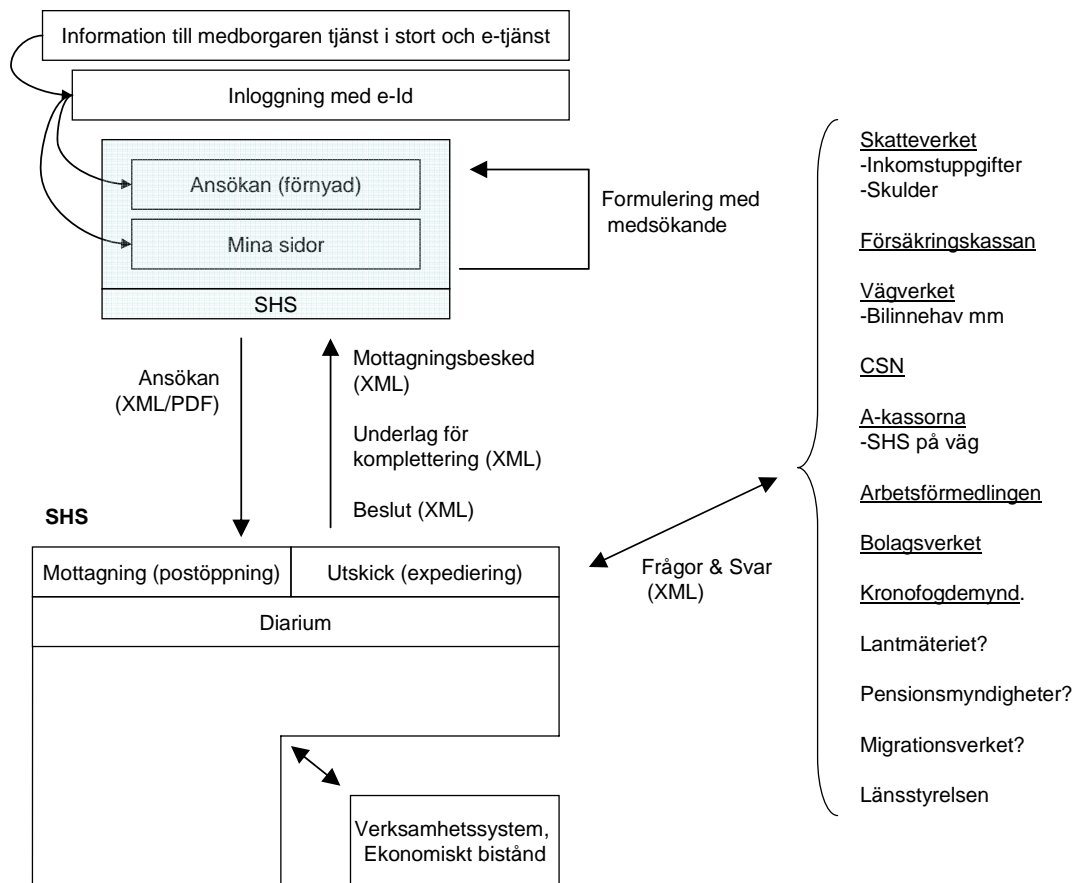 Information till medborgaren tjänst i stort och e-tjänst
Inloggning med e-Id
Ansökan (förnyad)
Mina sidor
SHS
Formulering med
medsökande
Ansökan
(XML/PDF)
Mottagningsbesked
(XML)
Underlag för
komplettering (XML)
Beslut (XML)
SHS
Mottagning (postöppning)
Utskick (expediering)
Diarium
Verksamhetssystem,
Ekonomiskt bistånd
Frågor & Svar
(XML)
Skatteverket
-Inkomstuppgifter
-Skulder
Försäkringskassan
Vägverket
-Bilinnehav mm
CSN
A-kassorna
-SHS på väg
Arbetsförmedlingen
Bolagsverket
Kronofogdemynd.
Lantmäteriet?
Pensionsmyndigheter?
Migrationsverket?
Länsstyrelsen